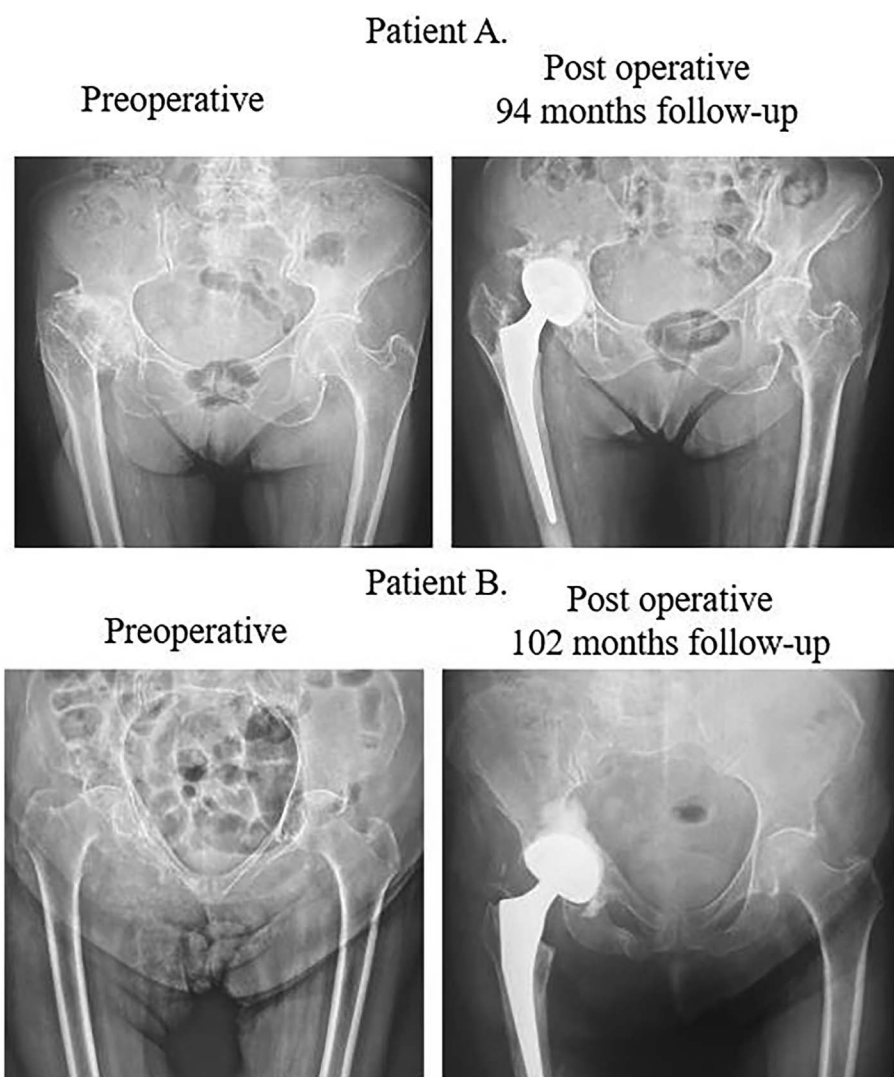 Patient A.
Preoperative
Post operative
94 months follow-up
Patient B.
Preoperative
Post operative
102 months follow-up